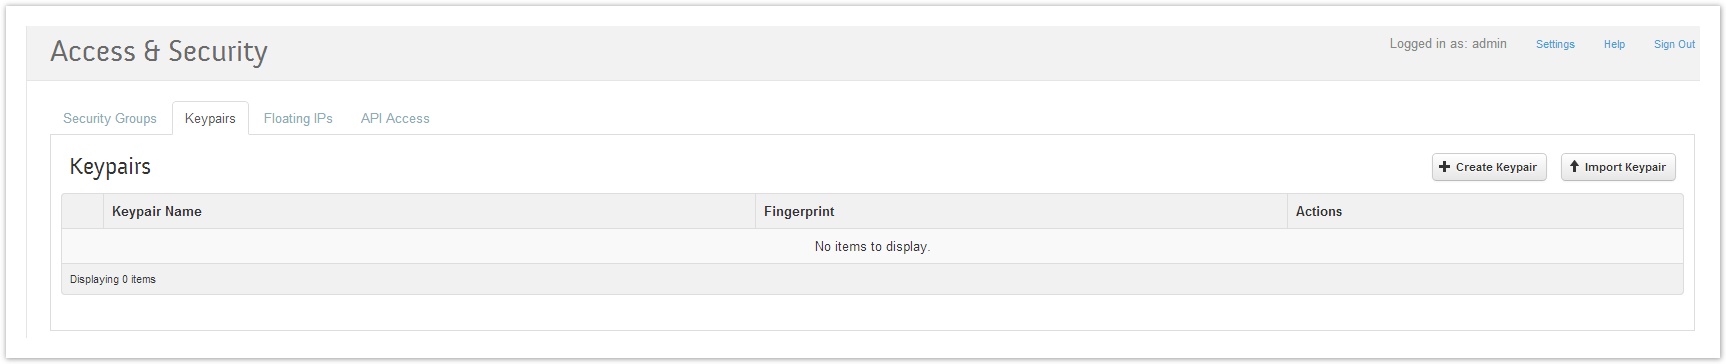 Access & Security
Logged in as: admin Settings Help Sign Out
Security Groups Keypairs Floating IPs API Access
Keypairs
Create Keypair Import Keypair
Keypair Name Fingerprint Actions
No items to display.
Displaying 0 items